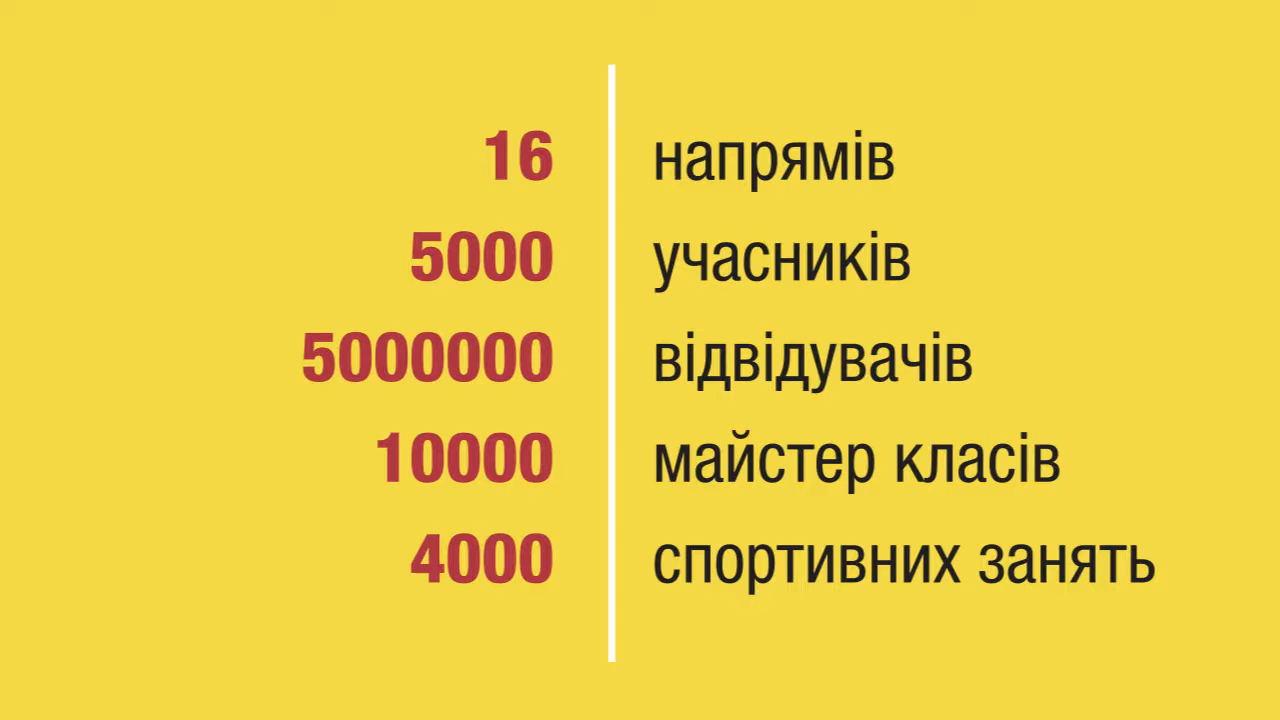 16 напрямів
5000 учасників
5000000 відвідувачів
10000 майстер класів
4000 спортивних занять